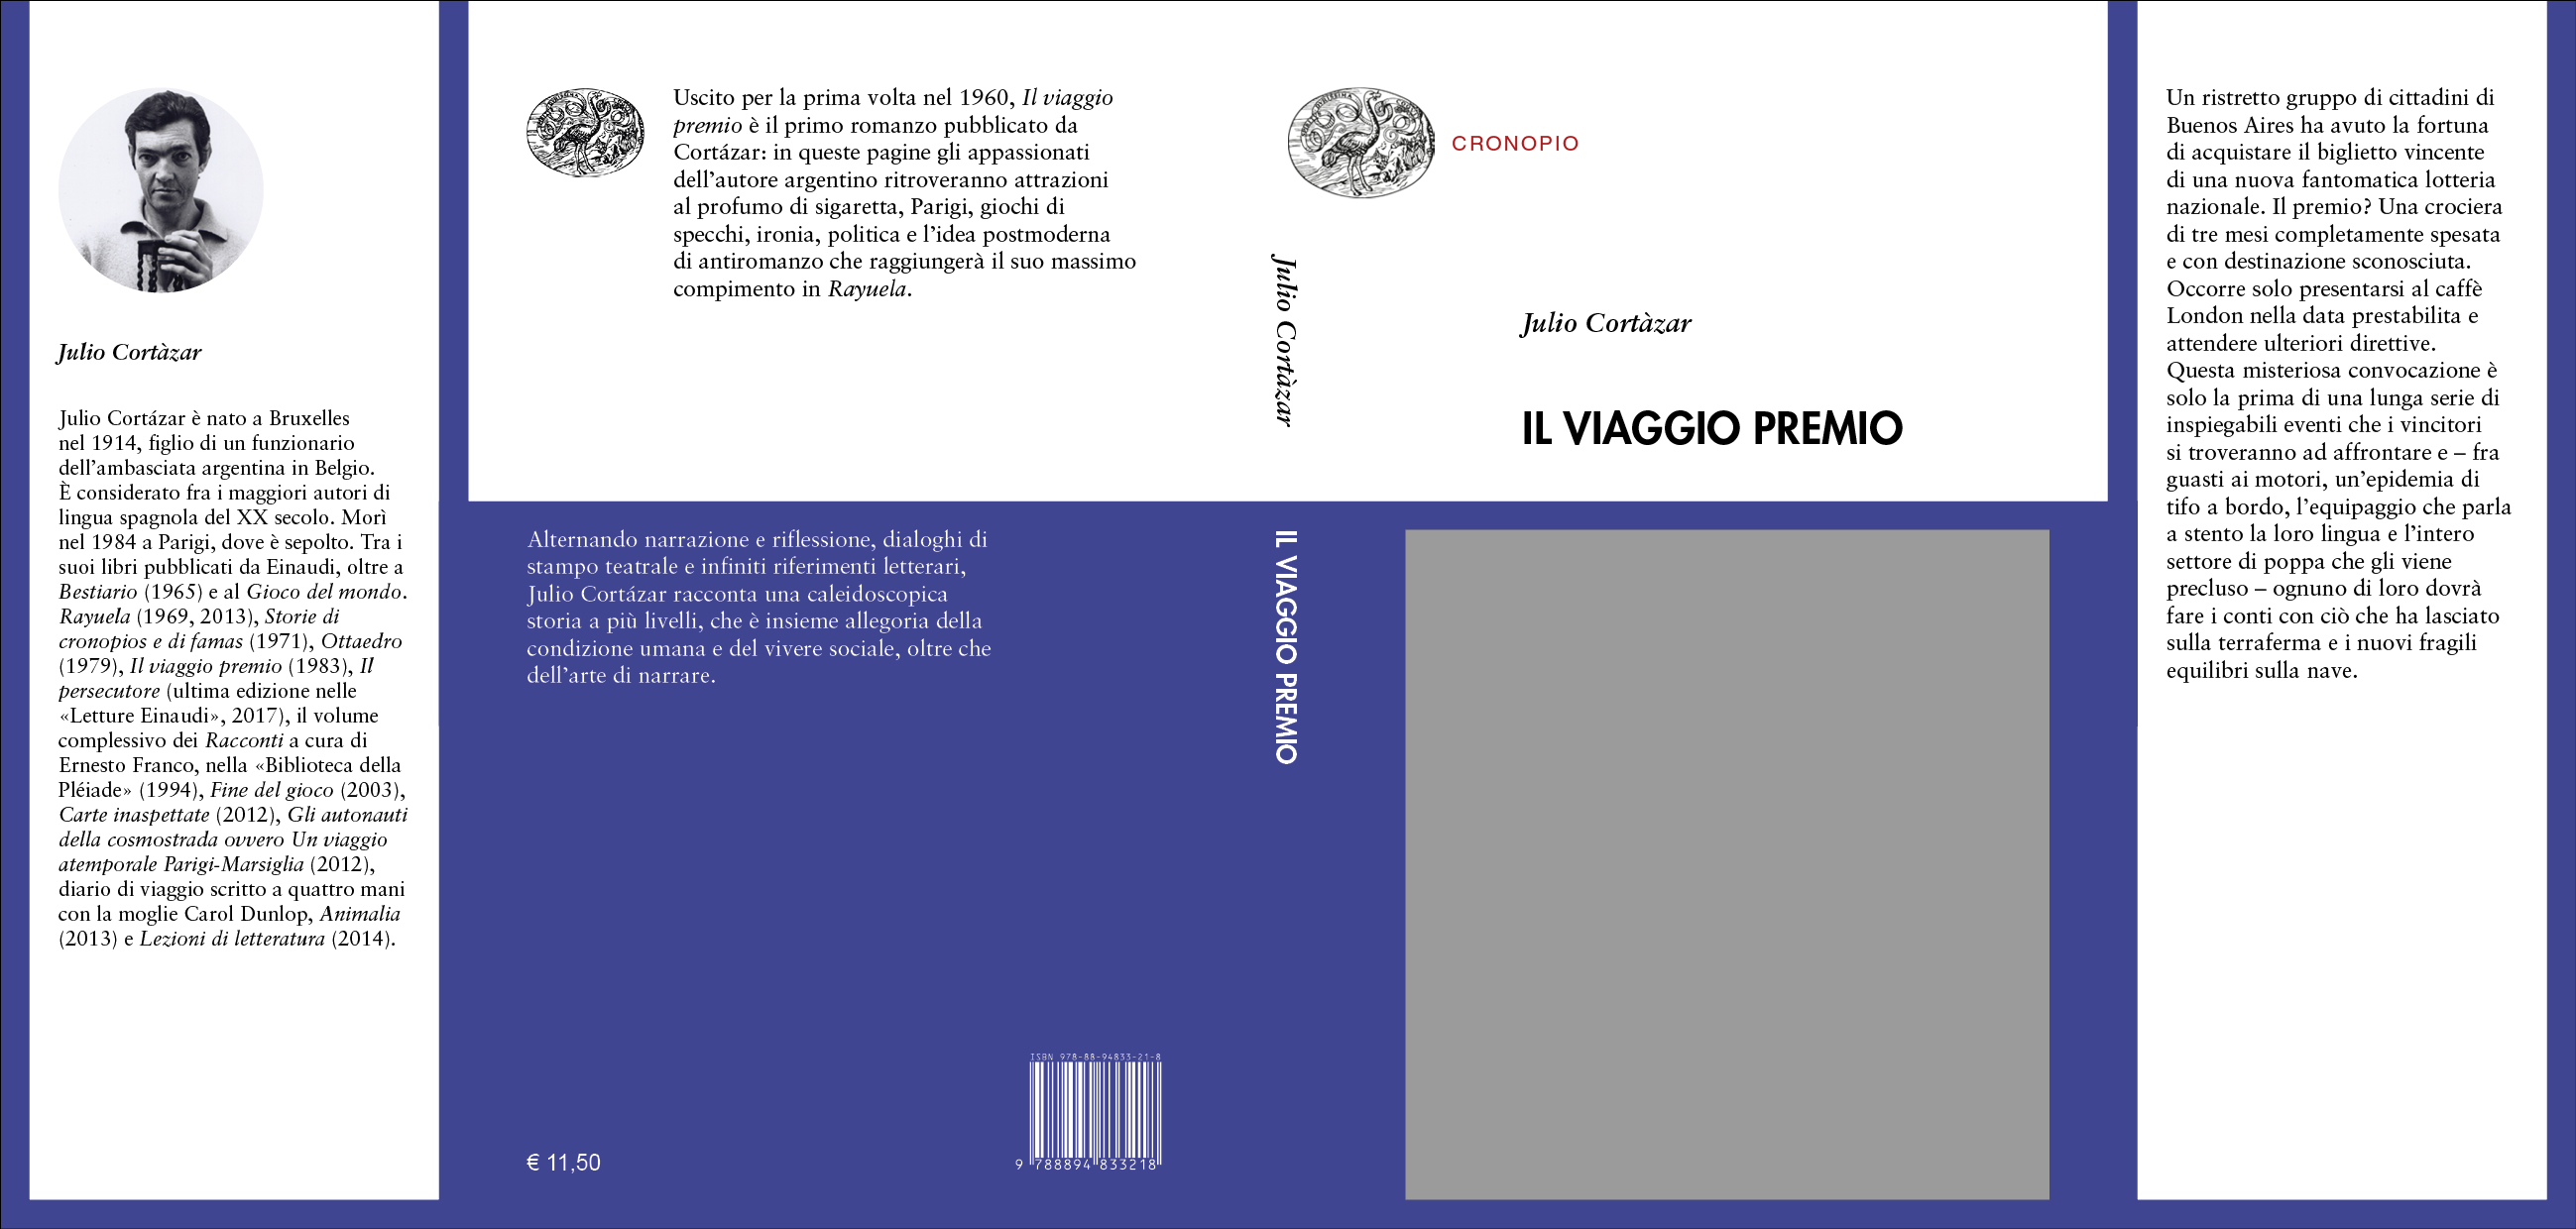 Julio Cortàzar
Julio Cortázar è nato a Bruxelles
nel 1914, figlio di un funzionario
dell’ambasciata argentina in Belgio.
È considerato fra i maggiori autori di
lingua spagnola del XX secolo. Morì
nel 1984 a Parigi, dove è sepolto. Tra i
suoi libri pubblicati da Einaudi, oltre a
Bestiario (1965) e al Gioco del mondo.
Rayuela (1969, 2013), Storie di
cronopios e di famas (1971), Ottaedro
(1979), Il viaggio premio (1983), Il
persecutore (ultima edizione nelle
«Letture Einaudi», 2017), il volume
complessivo dei Racconti a cura di
Ernesto Franco, nella «Biblioteca della
Pléiade» (1994), Fine del gioco (2003),
Carte inaspettate (2012), Gli autonauti
della cosmostrada ovvero Un viaggio
atemporale Parigi-Marsiglia (2012),
diario di viaggio scritto a quattro mani
con la moglie Carol Dunlop, Animalia
(2013) e Lezioni di letteratura (2014).
Uscito per la prima volta nel 1960, Il viaggio
premio è il primo romanzo pubblicato da
Cortázar: in queste pagine gli appassionati
dell’autore argentino ritroveranno attrazioni
al profumo di sigaretta, Parigi, giochi di
specchi, ironia, politica e l’idea postmoderna
di antiromanzo che raggiungerà il suo massimo
compimento in Rayuela.
Alternando narrazione e riflessione, dialoghi di
stampo teatrale e infiniti riferimenti letterari,
Julio Cortázar racconta una caleidoscopica
storia a più livelli, che è insieme allegoria della
condizione umana e del vivere sociale, oltre che
dell’arte di narrare.
€ 11,50
ISBN 978-88-94833-21-8
9 788894 833218
Julio Cortàzar
IL VIAGGIO PREMIO
CRONOPIO
Julio Cortàzar
IL VIAGGIO PREMIO
Un ristretto gruppo di cittadini di
Buenos Aires ha avuto la fortuna
di acquistare il biglietto vincente
di una nuova fantomatica lotteria
nazionale. Il premio? Una crociera
di tre mesi completamente spesata
e con destinazione sconosciuta.
Occorre solo presentarsi al caffè
London nella data prestabilita e
attendere ulteriori direttive.
Questa misteriosa convocazione è
solo la prima di una lunga serie di
inspiegabili eventi che i vincitori
si troveranno ad affrontare e – fra
guasti ai motori, un’epidemia di
tifo a bordo, l’equipaggio che parla
a stento la loro lingua e l’intero
settore di poppa che gli viene
precluso – ognuno di loro dovrà
fare i conti con ciò che ha lasciato
sulla terraferma e i nuovi fragili
equilibri sulla nave.